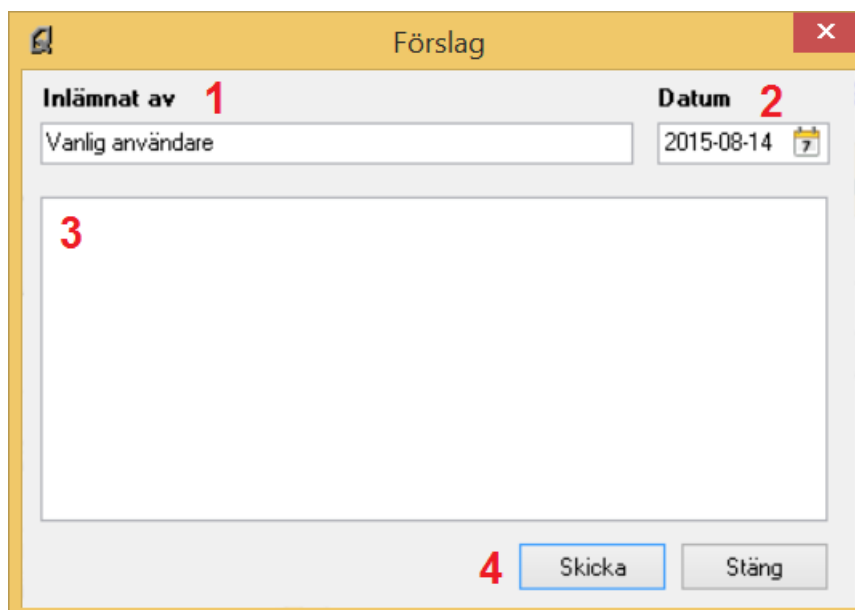 Förslag
Inlämnat av 1 Datum 2
Vanlig användare 2015-08-14 7
3
4 Skicka Stäng